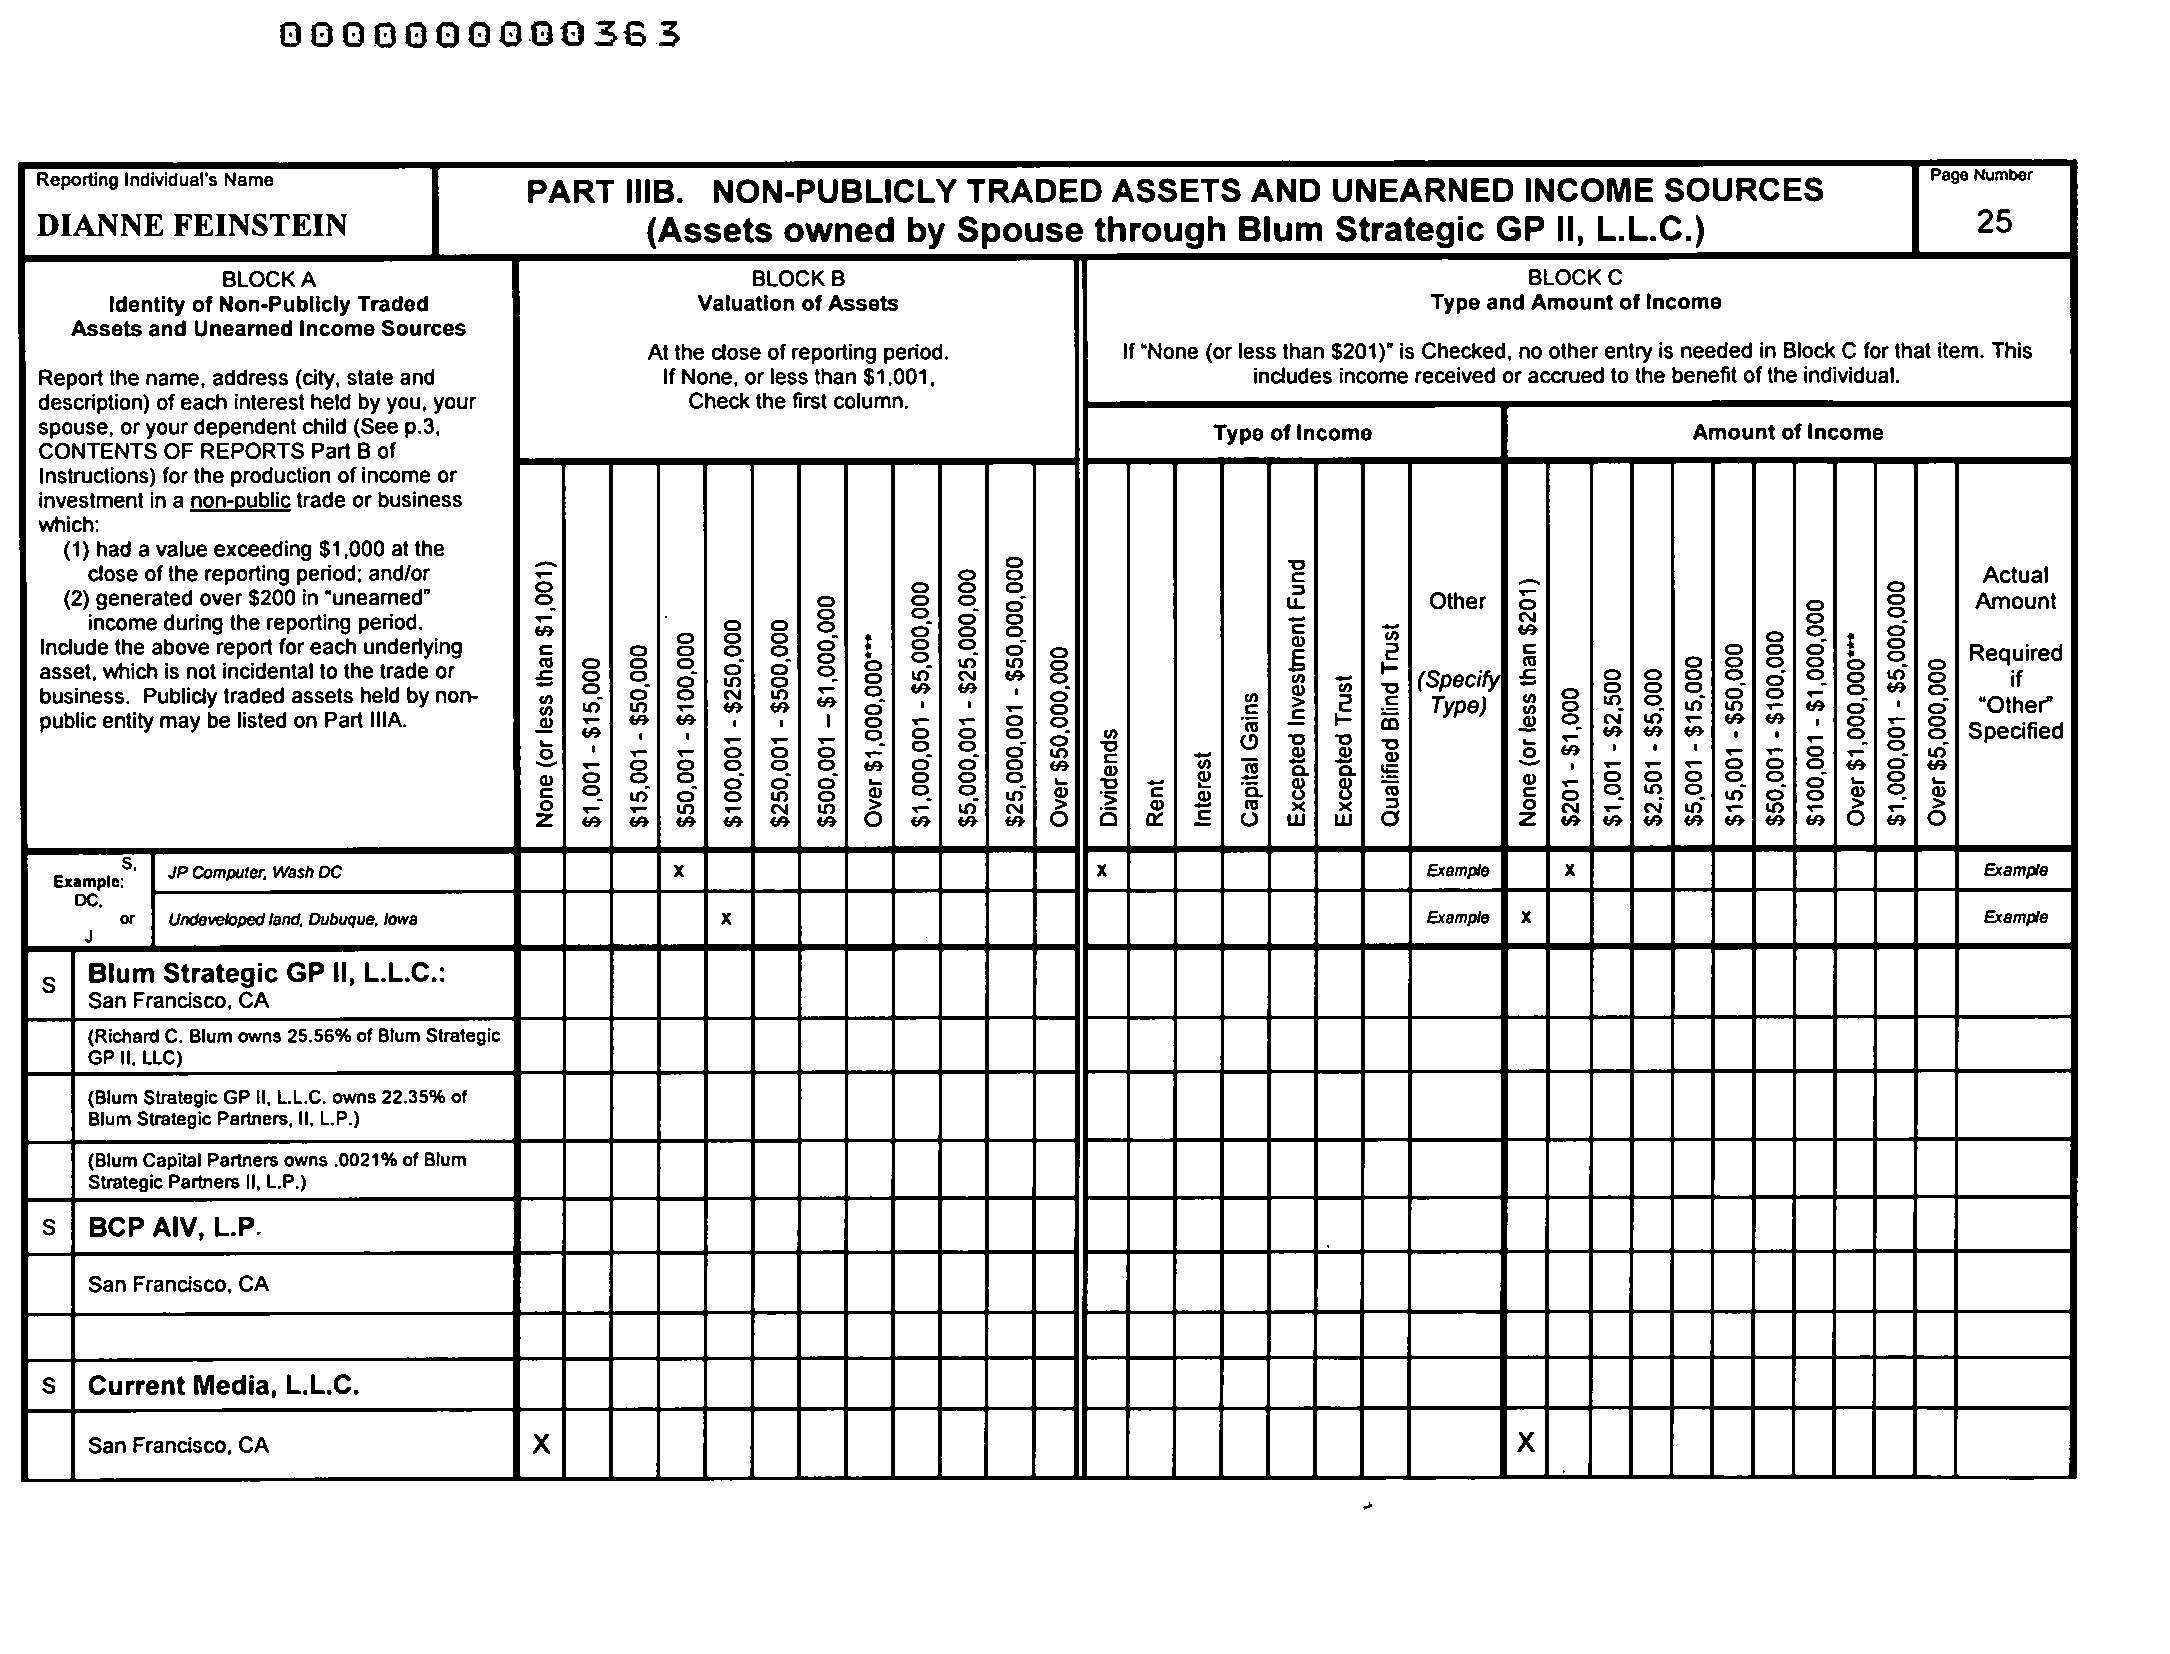 0000000000363
Reporting Individual's Name
DIANNE FEINSTEIN
PART IIIB. NON-PUBLICLY TRADED ASSETS AND UNEARNED INCOME SOURCES
(Assets owned by Spouse through Blum Strategic GP II, L.L.C.)
Page Number
25
BLOCK A
Identity of Non-Publicly Traded
Assets and Unearned Income Sources
Report the name, address (city, state and
description) of each interest held by you, your
spouse, or your dependent child (See p.3,
CONTENTS OF REPORTS Part B of
Instructions) for the production of income or
investment in a non-public trade or business
which:
(1) had a value exceeding $1,000 at the
close of the reporting period; and/or
(2) generated over $200 in "unearned"
income during the reporting period.
Include the above report for each underlying
asset, which is not incidental to the trade or
business. Publicly traded assets held by non-
public entity may be listed on Part IIIA.
BLOCK B
Valuation of Assets
At the close of reporting period.
If None, or less than $1,001,
Check the first column.
None (or less than $1,001)
$1,001 - $15,000
$15,001 - $50,000
$50,001 - $100,000
$100,001 - $250,000
$250,001 - $500,000
$500,001 – $1,000,000
Over $1,000,000***
$1,000,001 - $5,000,000
$5,000,001 - $25,000,000
$25,000,001 - $50,000,000
Over $50,000,000
BLOCK C
Type and Amount of Income
If "None (or less than $201)" is Checked, no other entry is needed in Block C for that item. This
includes income received or accrued to the benefit of the individual.
Type of Income
Dividends
Rent
Interest
Capital Gains
Excepted Investment Fund
Excepted Trust
Qualified Blind Trust
Other
(Specify
Type)
Amount of Income
None (or less than $201)
$201 - $1,000
$1,001 - $2,500
$2,501 - $5,000
$5,001 - $15,000
$15,001 - $50,000
$50,001 - $100,000
$100,001 - $1,000,000
Over $1,000,000***
$1,000,001 - $5,000,000
Over $5,000,000
Actual
Amount
Required
if
"Other"
Specified
Example:
S,
DC,
or
J
JP Computer, Wash DC X X Example X Example
Undeveloped land, Dubuque, Iowa X Example X Example
S Blum Strategic GP II, L.L.C.:
San Francisco, CA
(Richard C. Blum owns 25.56% of Blum Strategic
GP II, LLC)
(Blum Strategic GP II, L.L.C. owns 22.35% of
Blum Strategic Partners, II, L.P.)
(Blum Capital Partners owns .0021% of Blum
Strategic Partners II, L.P.)
S BCP AIV, L.P.
San Francisco, CA
S Current Media, L.L.C.
San Francisco, CA X X